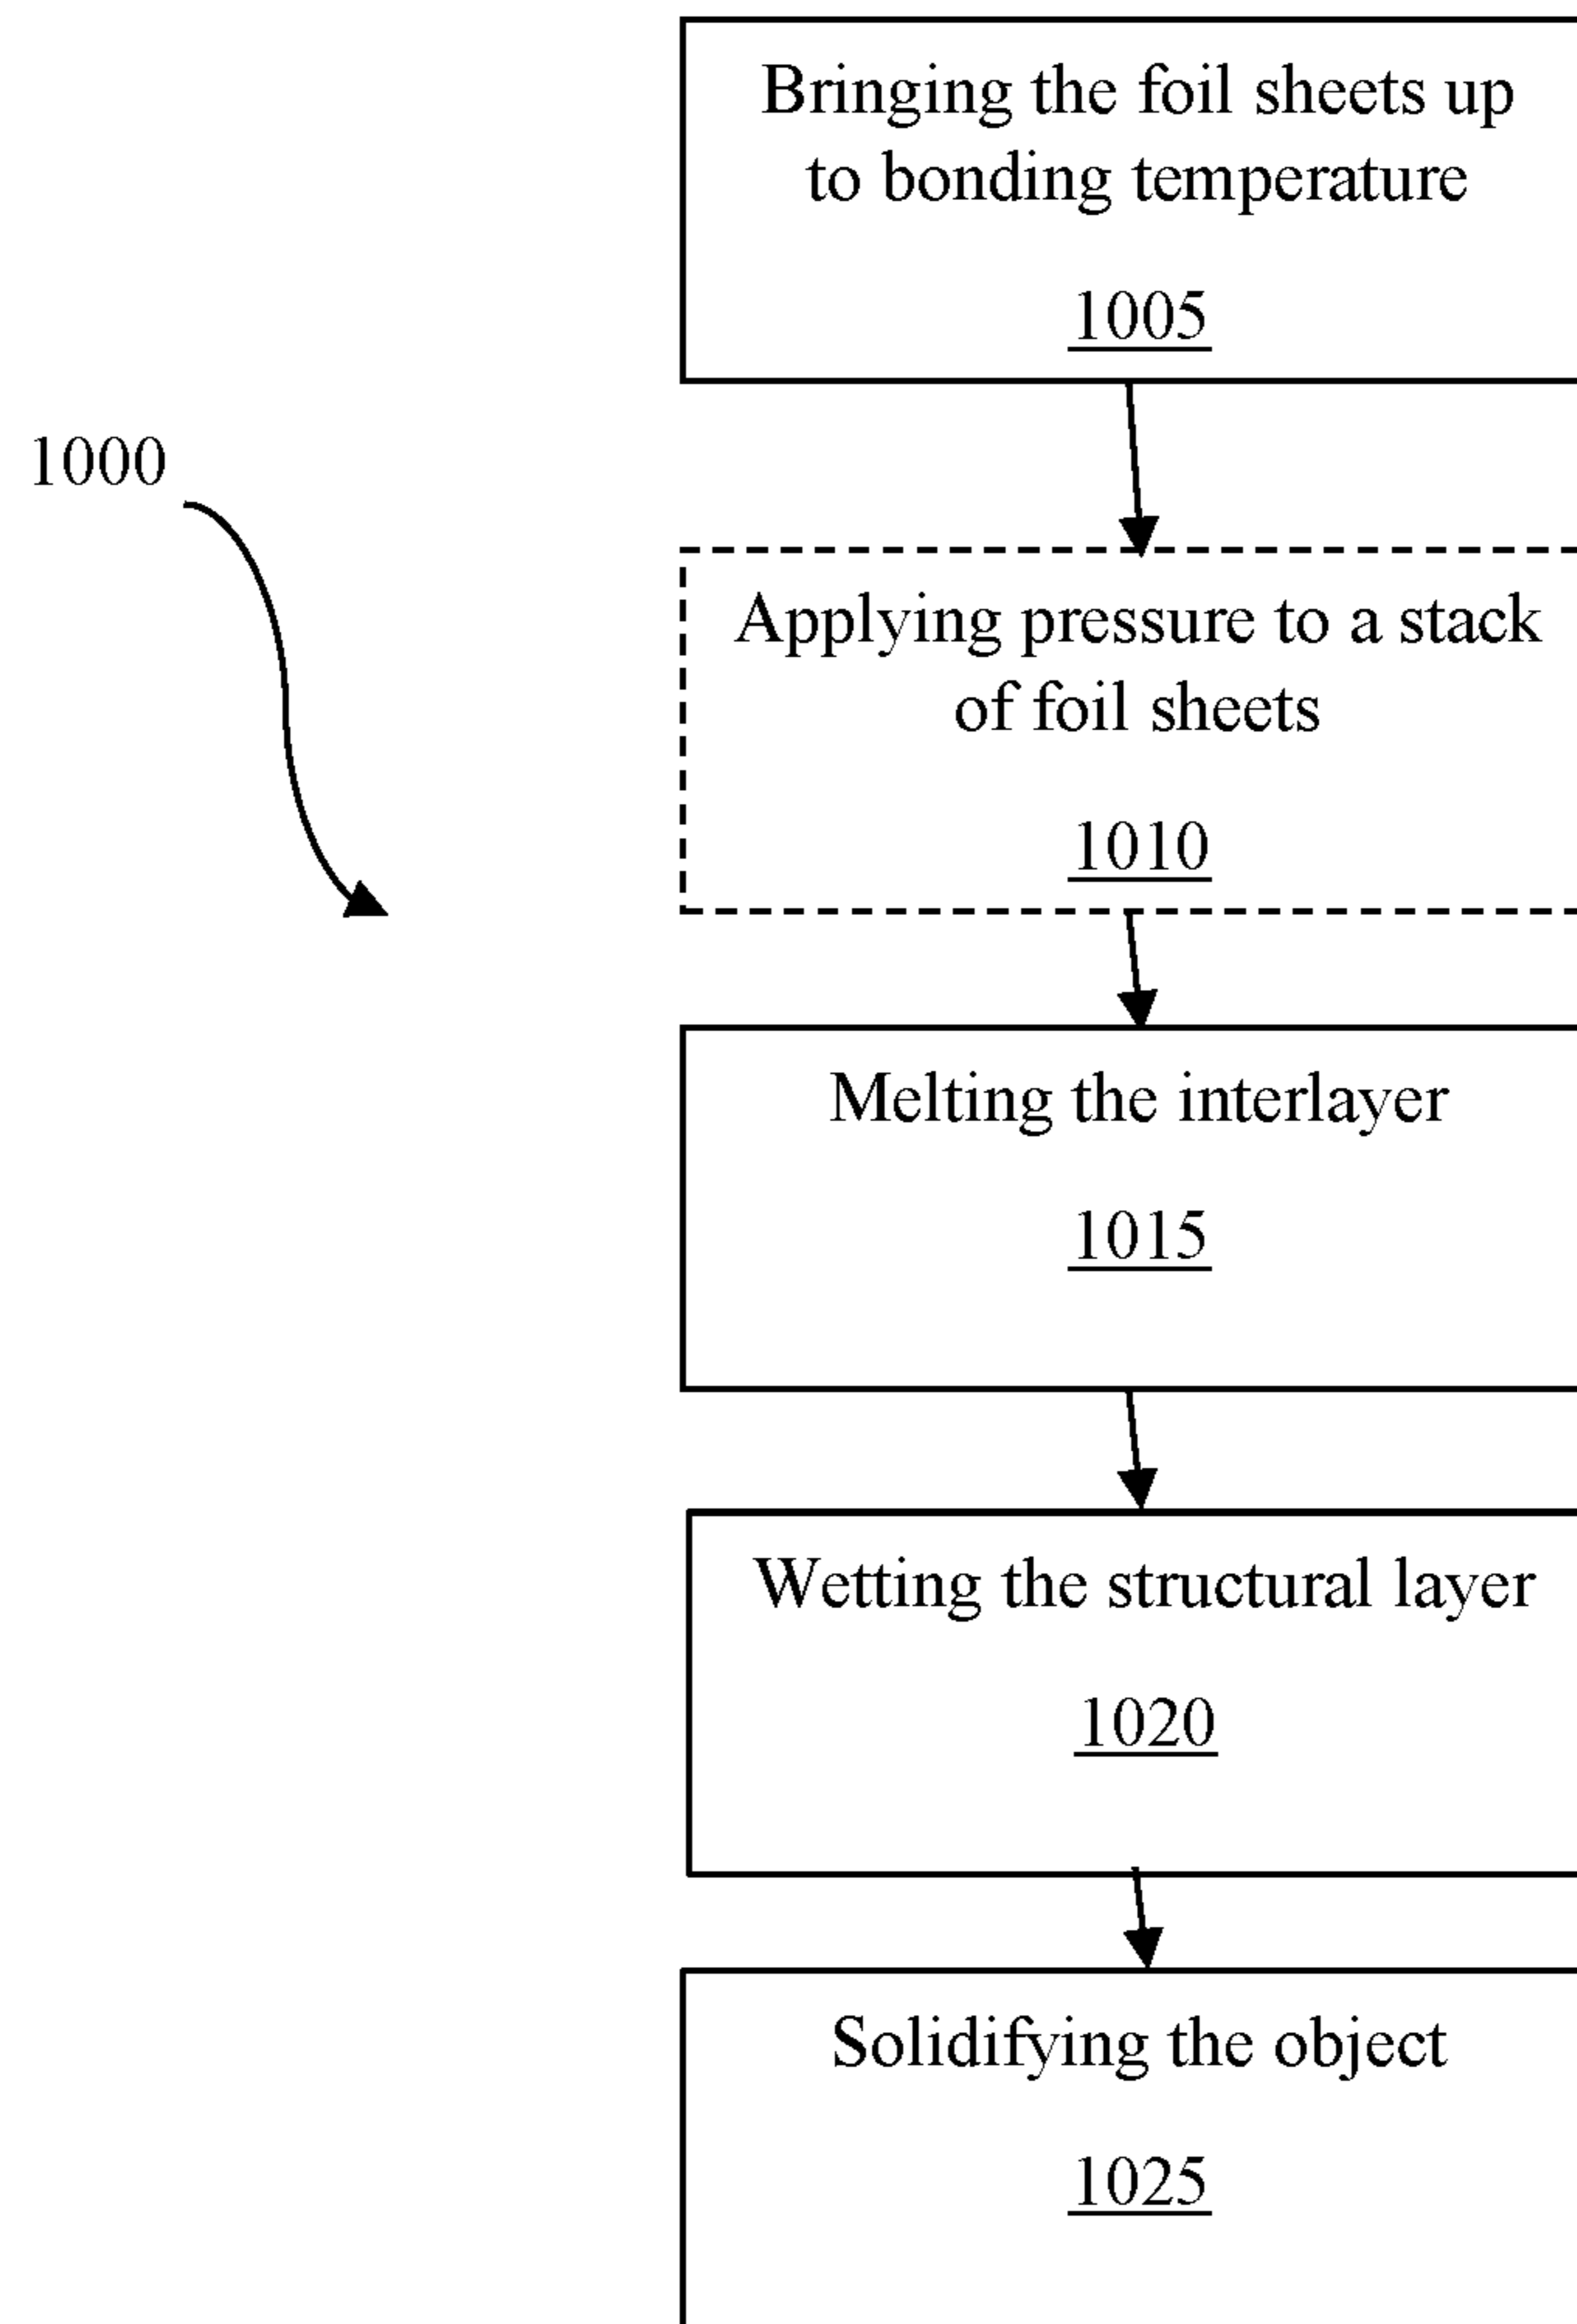 Bringing the foil sheets up
to bonding temperature
1005
1000
Applying pressure to a stack
of foil sheets
1010
Melting the interlayer
1015
Wetting the structural layer
1020
Solidifying the object
1025